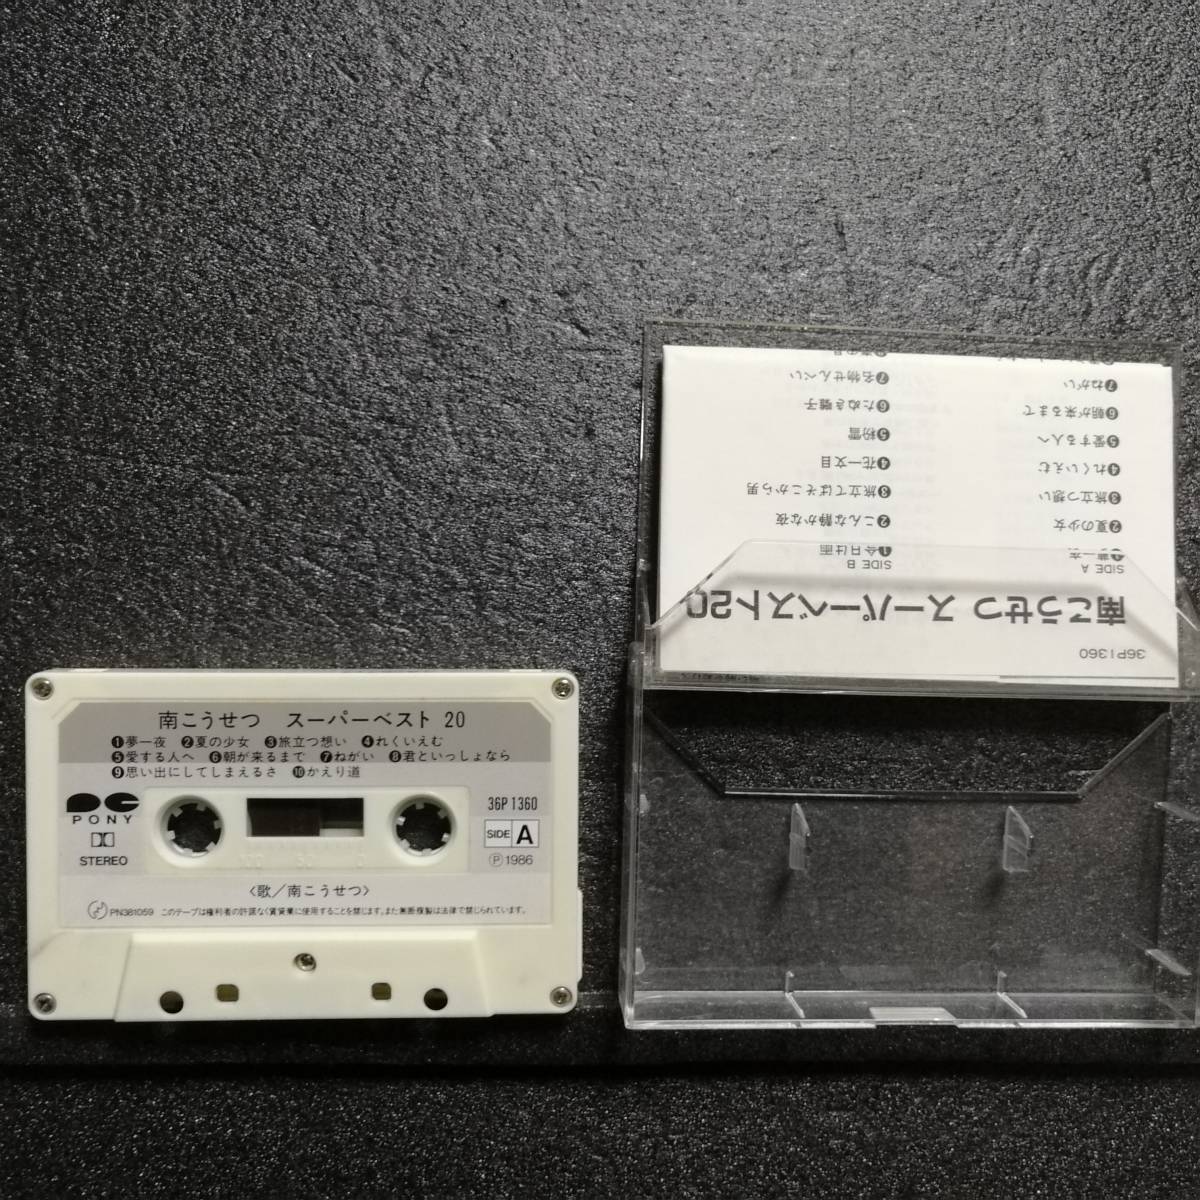 南こうせつ スーパーベスト 20
❶夢一夜 ❷夏の少女 ❸旅立つ想い ❹れくいえむ
❺愛する人へ ❻朝が来るまで ❼ねがい ❽君といっしょなら
❾思い出にしてしまえるさ ❿かえり道
PONY
STEREO
36P1360
SIDE A
Ⓟ1986
100 50 0
〈歌／南こうせつ〉
PN381059 このテープは権利者の許諾なく賃貸業に使用することを禁じます。また無断複製は法律で禁じられています。
36P1360
南こうせつ スーパーベスト20
SIDE A
❶夢一夜
❷夏の少女
❸旅立つ想い
❹れくいえむ
❺愛する人へ
❻朝が来るまで
❼ねがい
SIDE B
❶今日は雨
❷こんな静かな夜
❸旅立てばそこから男
❹花一文目
❺粉雪
❻たぬき囃子
❼名物せんべい